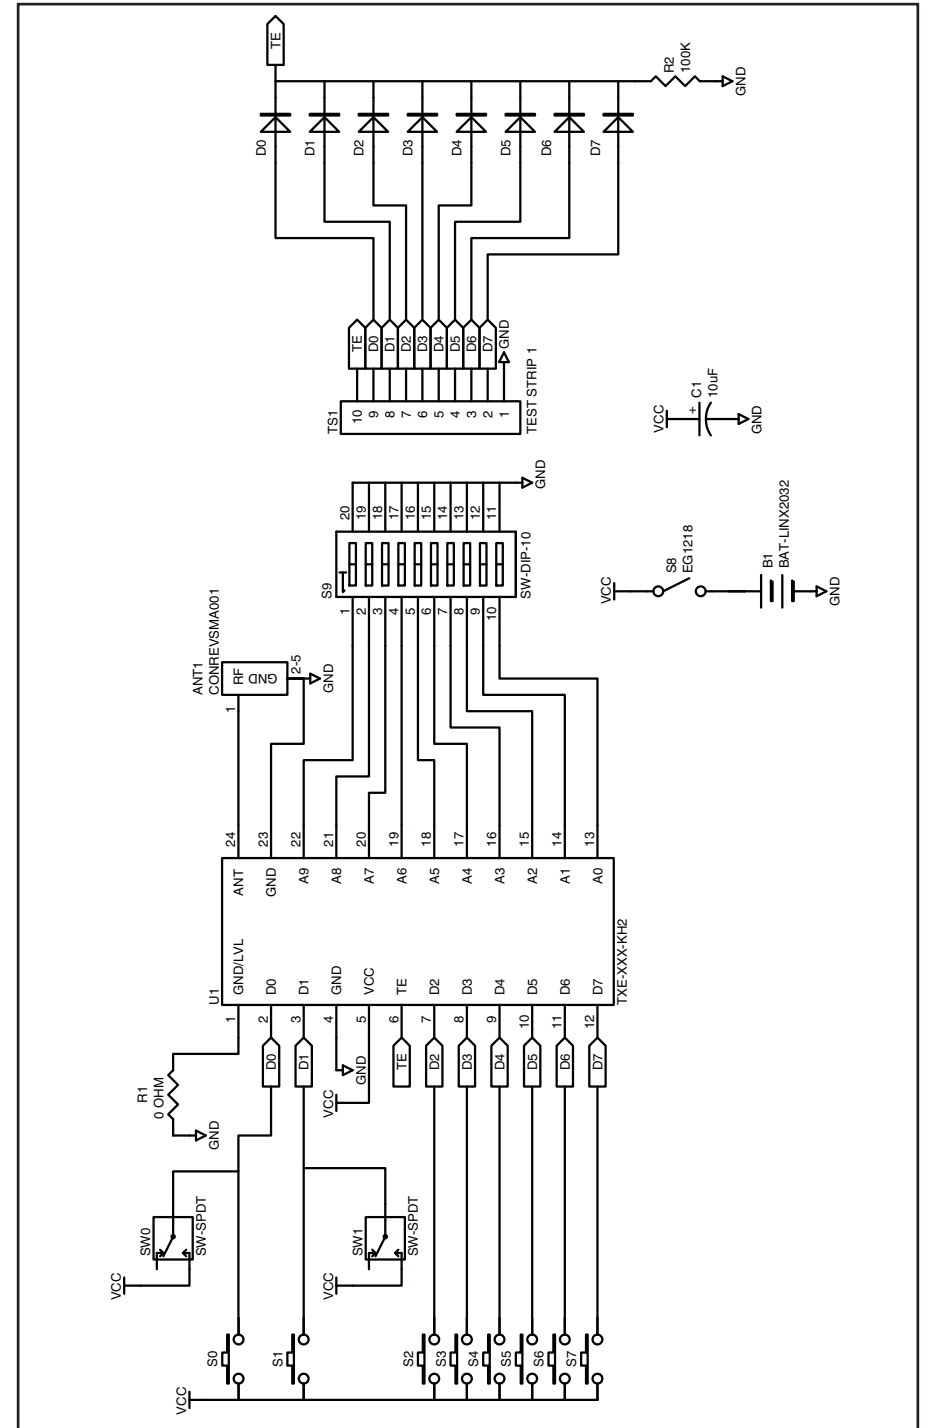 TE
R2
100K
GND
D0
D1
D2
D3
D4
D5
D6
D7
TE
D0
D1
D2
D3
D4
D5
D6
D7
GND
TS1
10
9
8
7
6
5
4
3
2
1
TEST STRIP 1
VCC
+
C1
10uF
GND
20
19
18
17
16
15
14
13
12
11
GND
S9
SW-DIP-10
1
2
3
4
5
6
7
8
9
10
VCC
S8
EG1218
B1
BAT-LINX2032
GND
ANT1
CONREVSMA001
RF
GND
2-5
GND
1
24
23
22
21
20
19
18
17
16
15
14
13
ANT
GND
A9
A8
A7
A6
A5
A4
A3
A2
A1
A0
U1
GND/LVL
D0
D1
GND
VCC
TE
D2
D3
D4
D5
D6
D7
TXE-XXX-KH2
1
2
3
4
5
6
7
8
9
10
11
12
R1
0 OHM
GND
D0
D1
GND
VCC
TE
D2
D3
D4
D5
D6
D7
SW0
SW-SPDT
VCC
SW1
SW-SPDT
VCC
S0
S1
S2
S3
S4
S5
S6
S7
VCC